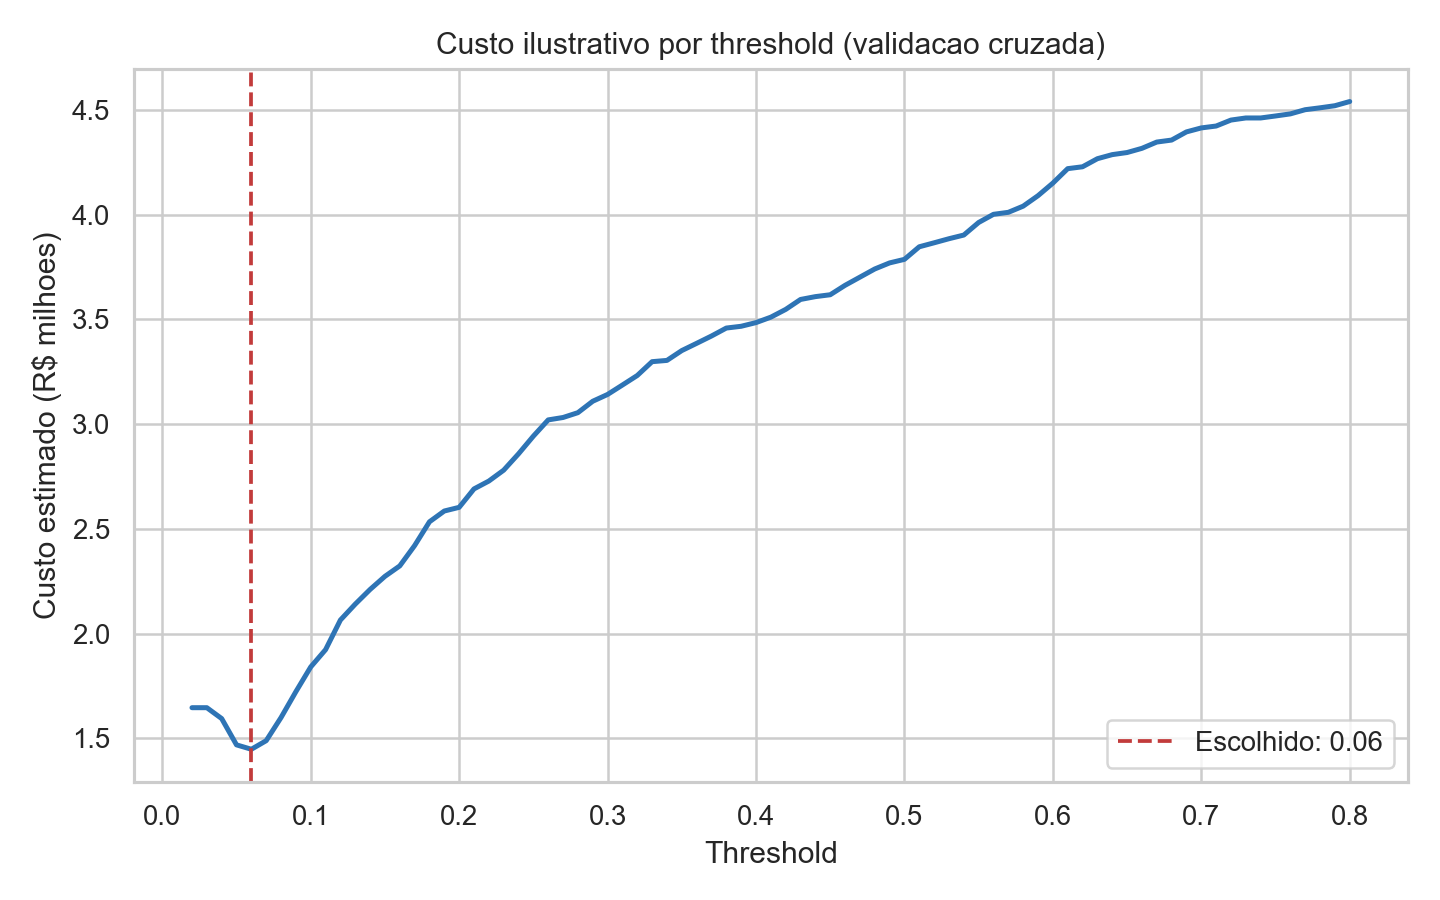 Custo ilustrativo por threshold (validacao cruzada)
Custo estimado (R$ milhoes)
4.5
4.0
3.5
3.0
2.5
2.0
1.5
Escolhido: 0.06
0.0 0.1 0.2 0.3 0.4 0.5 0.6 0.7 0.8
Threshold